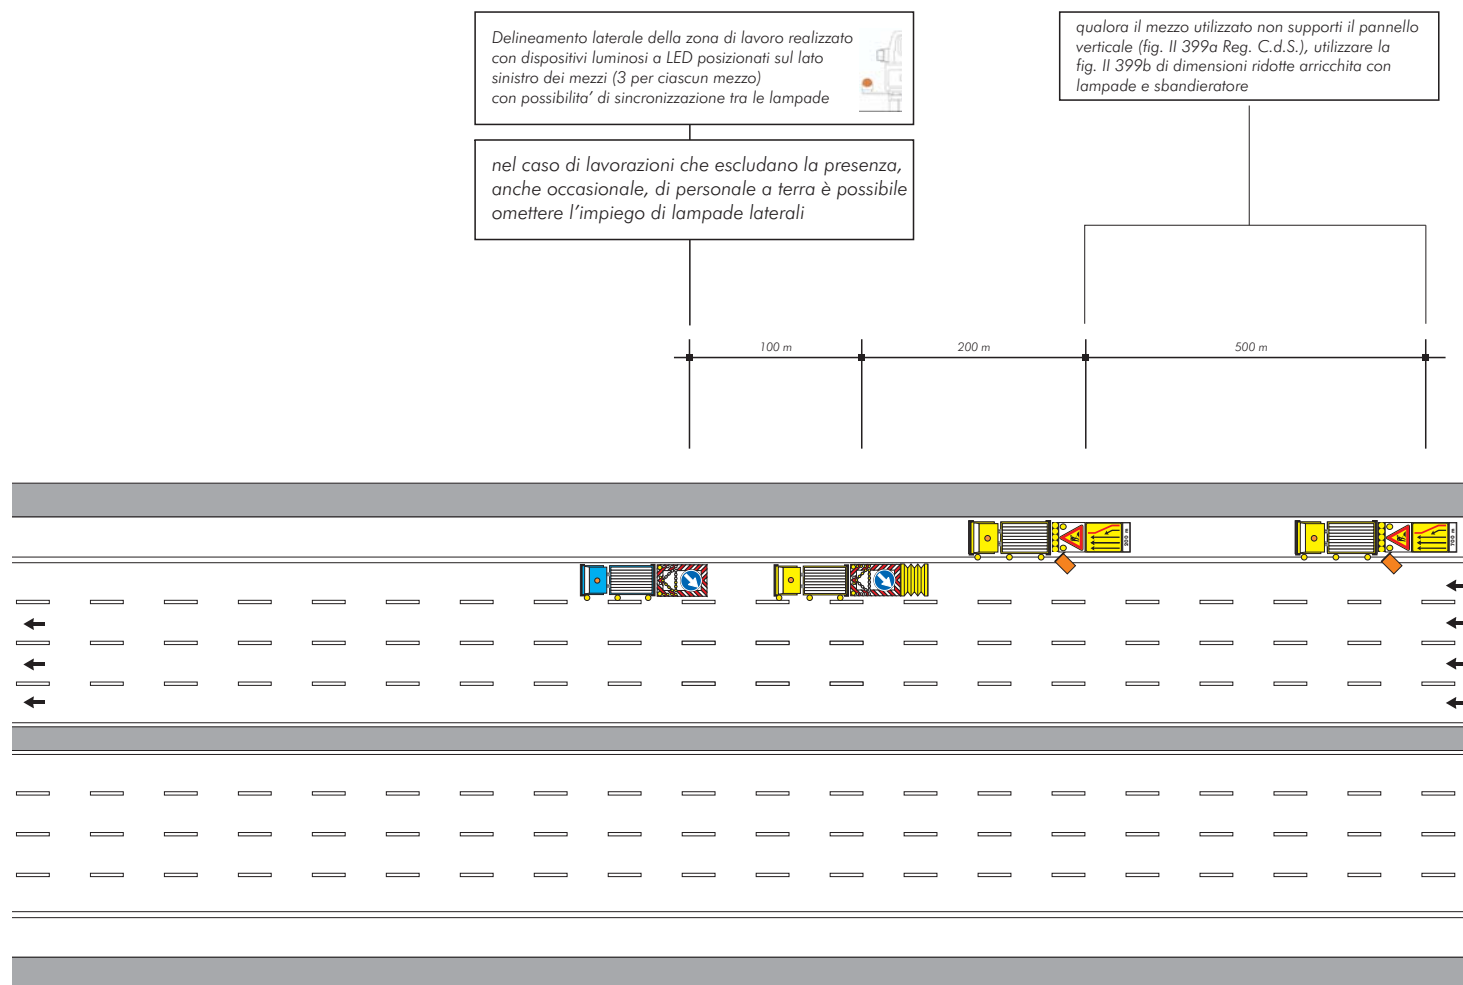 Delineamento laterale della zona di lavoro realizzato
con dispositivi luminosi a LED posizionati sul lato
sinistro dei mezzi (3 per ciascun mezzo)
con possibilita' di sincronizzazione tra le lampade
nel caso di lavorazioni che escludano la presenza,
anche occasionale, di personale a terra è possibile
omettere l'impiego di lampade laterali
qualora il mezzo utilizzato non supporti il pannello
verticale (fig. II 399a Reg. C.d.S.), utilizzare la
fig. II 399b di dimensioni ridotte arricchita con
lampade e sbandieratore
100 m
200 m
500 m
200 m
700 m